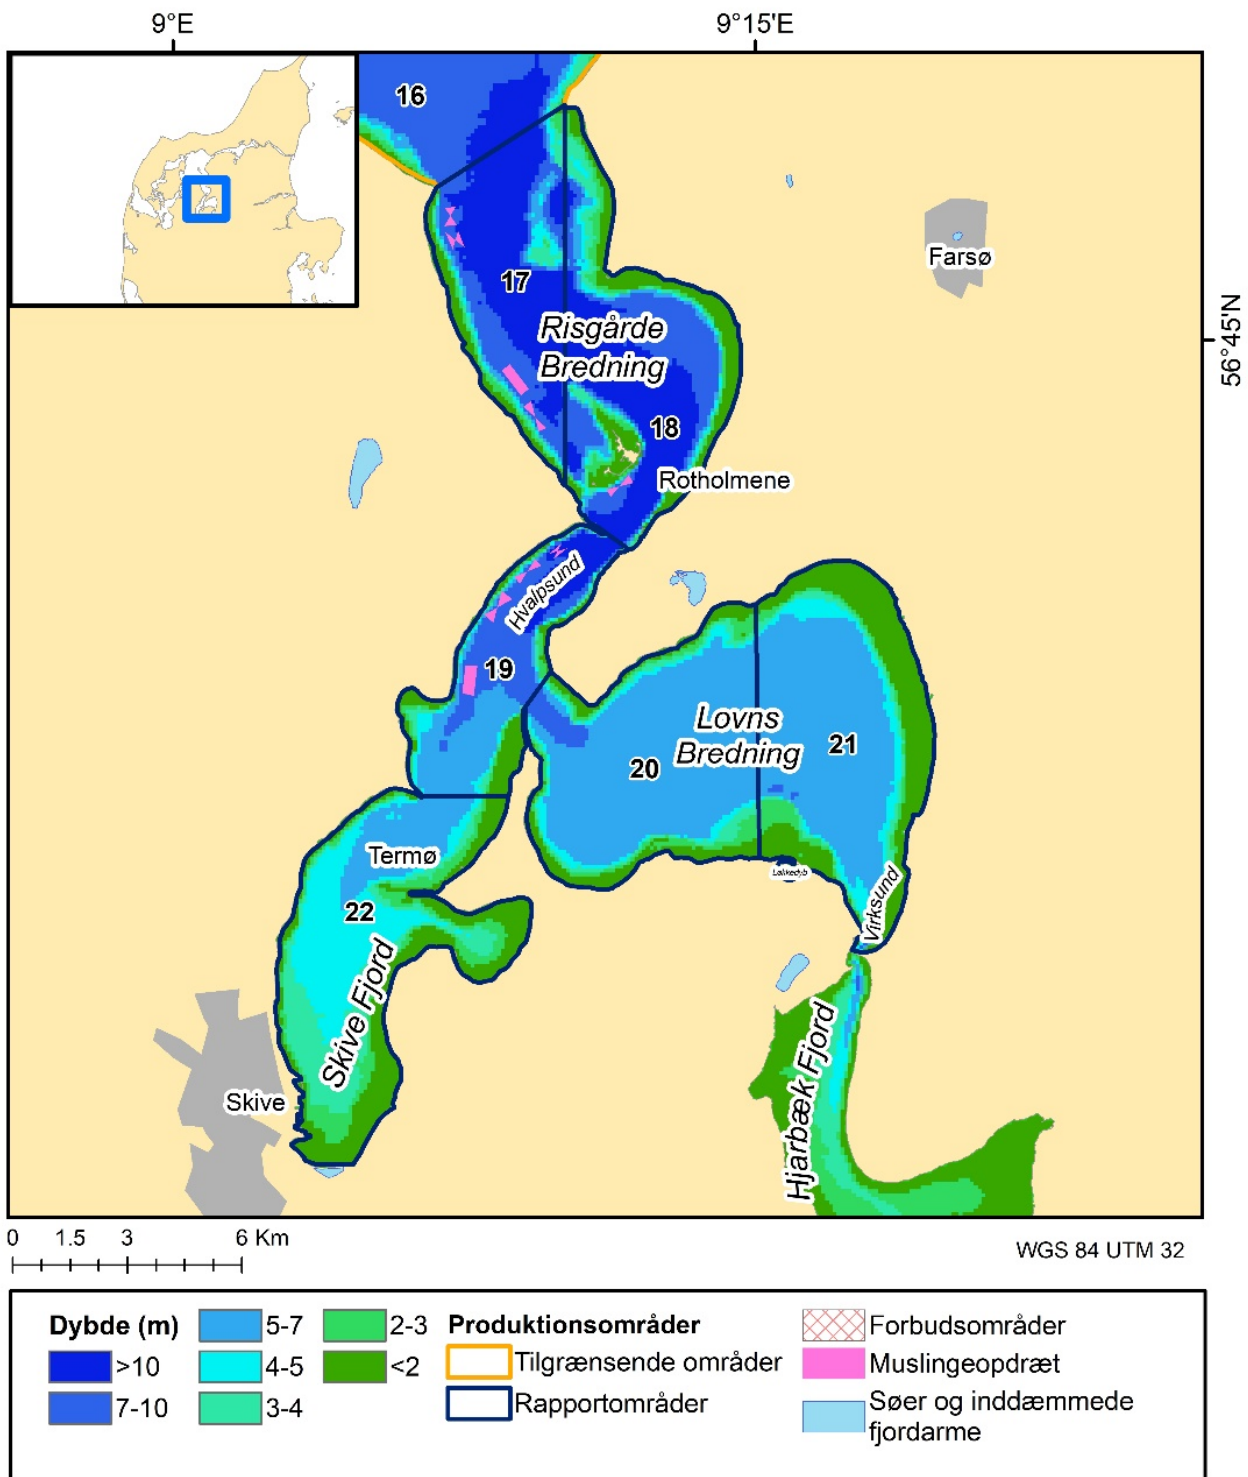 9°E
9°15'E
16
Farsø
17
Risgårde
Bredning
56°45'N
18
Rotholmene
Hvalpsund
19
Lovns
Bredning
21
20
Termø
Løkkedyb
Virksund
22
Skive Fjord
Hjarbæk Fjord
Skive
0 1.5 3 6 Km
WGS 84 UTM 32
Dybde (m)
>10
7-10
5-7
4-5
3-4
2-3
<2
Produktionsområder
Tilgrænsende områder
Rapportområder
Forbudsområder
Muslingeopdræt
Søer og inddæmmede
fjordarme